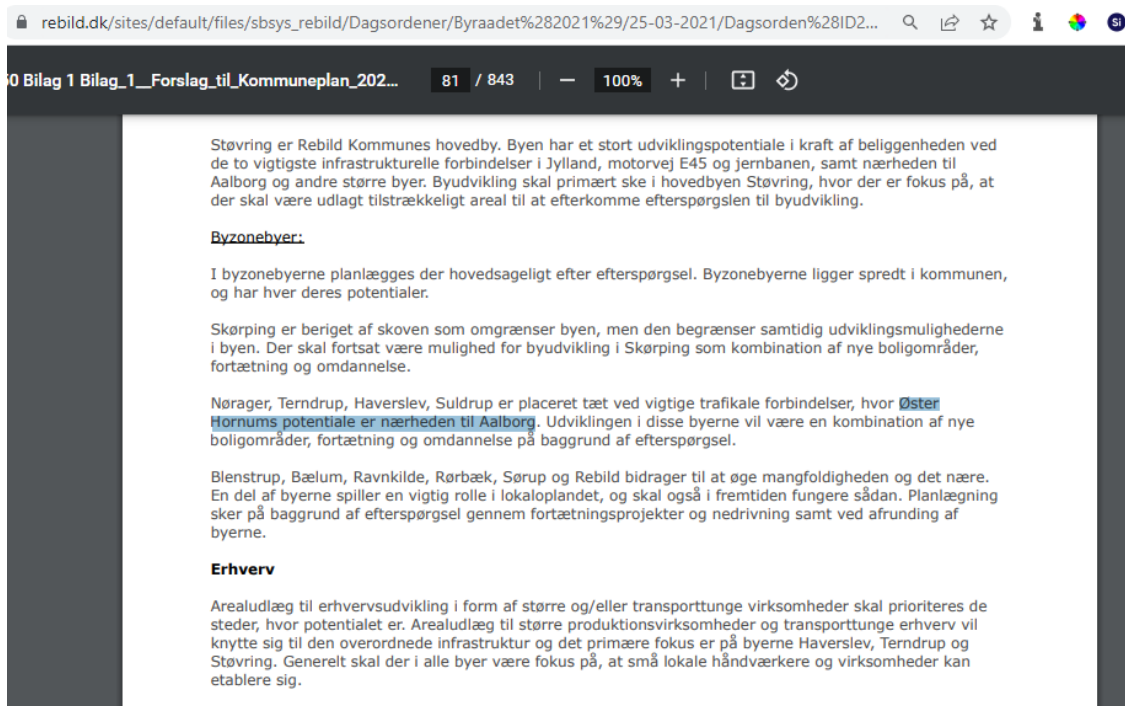 rebild.dk/sites/default/files/sbsys_rebild/Dagsordener/Byraadet%282021%29/25-03-2021/Dagsorden%28ID2...
Si
50 Bilag 1 Bilag_1__Forslag_til_Kommuneplan_202...
81 / 843
100%
Støvring er Rebild Kommunes hovedby. Byen har et stort udviklingspotentiale i kraft af beliggenheden ved
de to vigtigste infrastrukturelle forbindelser i Jylland, motorvej E45 og jernbanen, samt nærheden til
Aalborg og andre større byer. Byudvikling skal primært ske i hovedbyen Støvring, hvor der er fokus på, at
der skal være udlagt tilstrækkeligt areal til at efterkomme efterspørgslen til byudvikling.
Byzonebyer:
I byzonebyerne planlægges der hovedsageligt efter efterspørgsel. Byzonebyerne ligger spredt i kommunen,
og har hver deres potentialer.
Skørping er beriget af skoven som omgrænser byen, men den begrænser samtidig udviklingsmulighederne
i byen. Der skal fortsat være mulighed for byudvikling i Skørping som kombination af nye boligområder,
fortætning og omdannelse.
Nørager, Terndrup, Haverslev, Suldrup er placeret tæt ved vigtige trafikale forbindelser, hvor Øster
Hornums potentiale er nærheden til Aalborg. Udviklingen i disse byerne vil være en kombination af nye
boligområder, fortætning og omdannelse på baggrund af efterspørgsel.
Blenstrup, Bælum, Ravnkilde, Rørbæk, Sørup og Rebild bidrager til at øge mangfoldigheden og det nære.
En del af byerne spiller en vigtig rolle i lokaloplandet, og skal også i fremtiden fungere sådan. Planlægning
sker på baggrund af efterspørgsel gennem fortætningsprojekter og nedrivning samt ved afrunding af
byerne.
Erhverv
Arealudlæg til erhvervsudvikling i form af større og/eller transporttunge virksomheder skal prioriteres de
steder, hvor potentialet er. Arealudlæg til større produktionsvirksomheder og transporttunge erhverv vil
knytte sig til den overordnede infrastruktur og det primære fokus er på byerne Haverslev, Terndrup og
Støvring. Generelt skal der i alle byer være fokus på, at små lokale håndværkere og virksomheder kan
etablere sig.